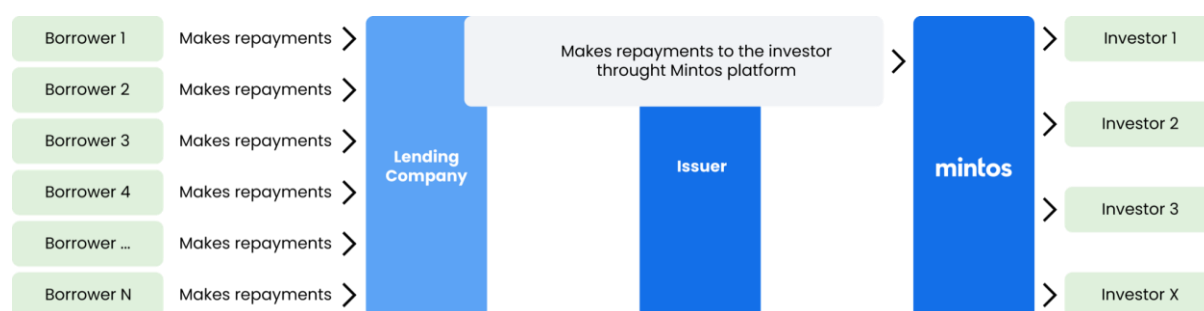 Borrower 1
Makes repayments
Borrower 2
Makes repayments
Borrower 3
Makes repayments
Borrower 4
Makes repayments
Borrower ...
Makes repayments
Borrower N
Makes repayments
Lending
Company
Makes repayments to the investor
throught Mintos platform
Issuer
mintos
Investor 1
Investor 2
Investor 3
Investor X